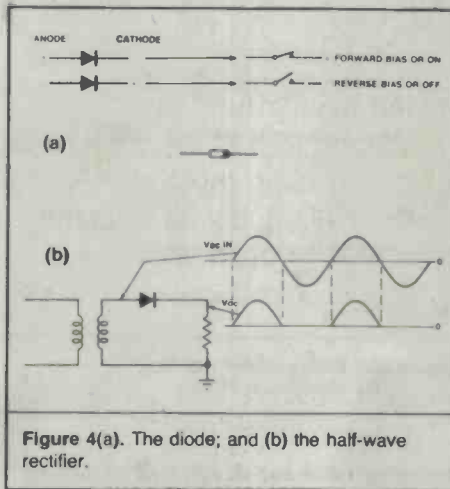 ANODE CATHODE
FORWARD BIAS OR ON
REVERSE BIAS OR OFF
(a)
(b)
Vac IN
0
Vdc
0
Figure 4(a). The diode; and (b) the half-wave
rectifier.